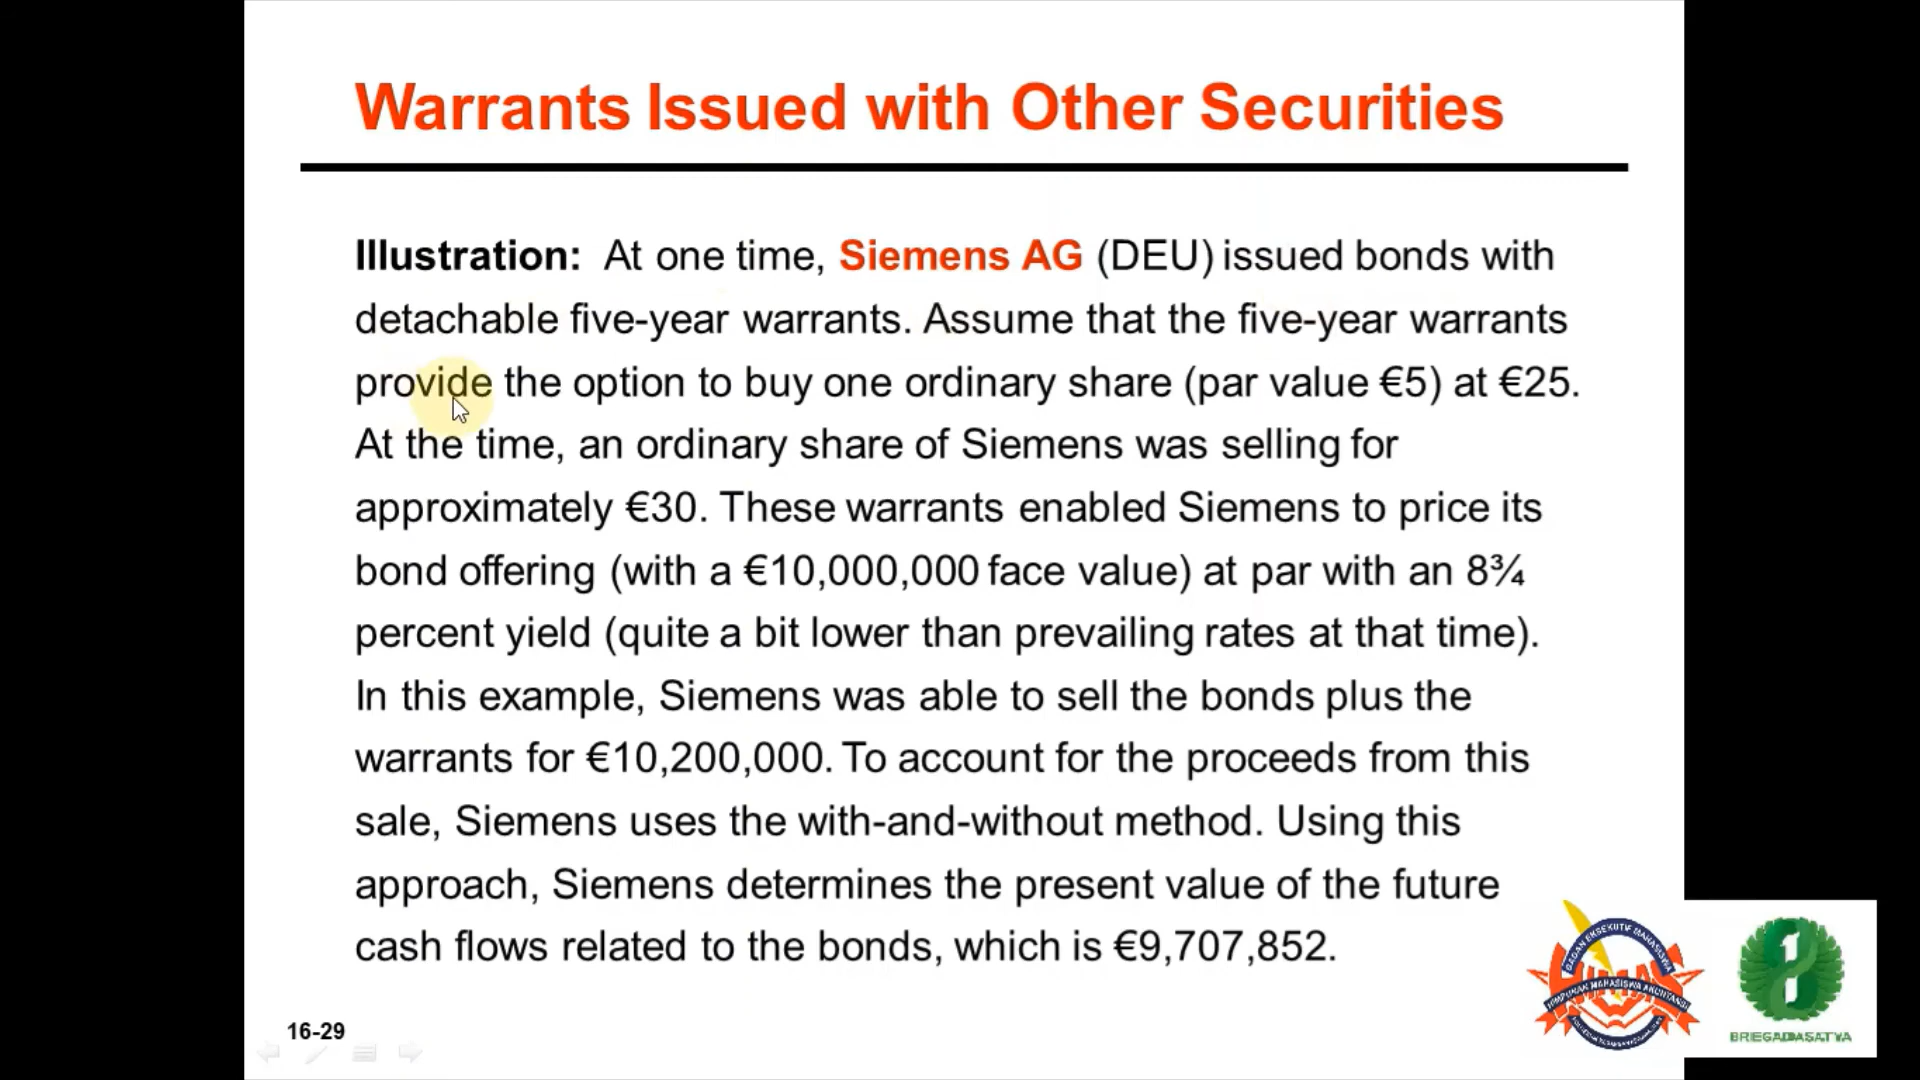 Warrants Issued with Other Securities
Illustration: At one time, Siemens AG (DEU) issued bonds with
detachable five-year warrants. Assume that the five-year warrants
provide the option to buy one ordinary share (par value €5) at €25.
At the time, an ordinary share of Siemens was selling for
approximately €30. These warrants enabled Siemens to price its
bond offering (with a €10,000,000 face value) at par with an 8¾
percent yield (quite a bit lower than prevailing rates at that time).
In this example, Siemens was able to sell the bonds plus the
warrants for €10,200,000. To account for the proceeds from this
sale, Siemens uses the with-and-without method. Using this
approach, Siemens determines the present value of the future
cash flows related to the bonds, which is €9,707,852.
16-29
BADAN EKSEKUTIF MAHASISWA
HIMPUNAN MAHASISWA AKUNTANSI
BRIEGADASATYA